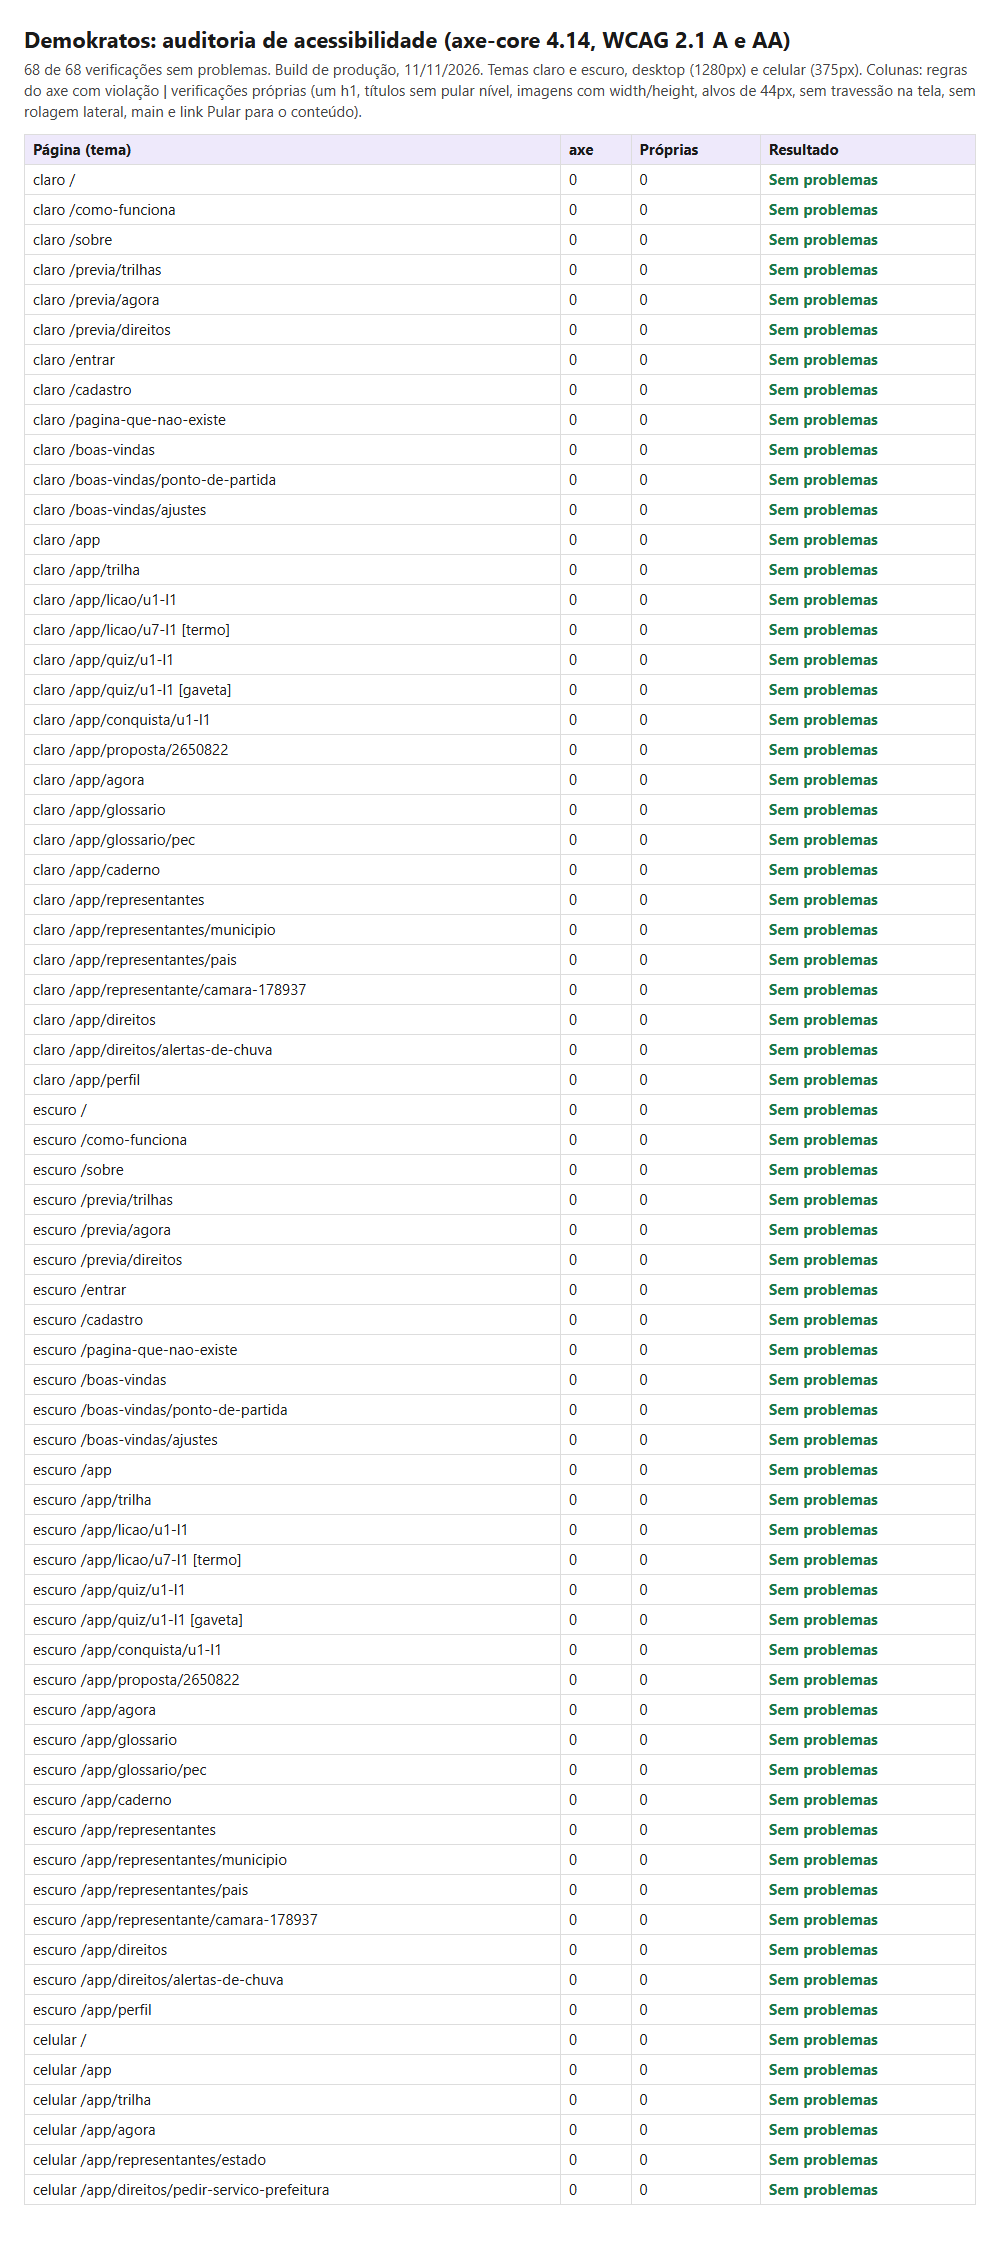 Demokratos: auditoria de acessibilidade (axe-core 4.14, WCAG 2.1 A e AA)
68 de 68 verificações sem problemas. Build de produção, 11/11/2026. Temas claro e escuro, desktop (1280px) e celular (375px). Colunas: regras
do axe com violação | verificações próprias (um h1, títulos sem pular nível, imagens com width/height, alvos de 44px, sem travessão na tela, sem
rolagem lateral, main e link Pular para o conteúdo).
Página (tema) axe Próprias Resultado
claro / 0 0 Sem problemas
claro /como-funciona 0 0 Sem problemas
claro /sobre 0 0 Sem problemas
claro /previa/trilhas 0 0 Sem problemas
claro /previa/agora 0 0 Sem problemas
claro /previa/direitos 0 0 Sem problemas
claro /entrar 0 0 Sem problemas
claro /cadastro 0 0 Sem problemas
claro /pagina-que-nao-existe 0 0 Sem problemas
claro /boas-vindas 0 0 Sem problemas
claro /boas-vindas/ponto-de-partida 0 0 Sem problemas
claro /boas-vindas/ajustes 0 0 Sem problemas
claro /app 0 0 Sem problemas
claro /app/trilha 0 0 Sem problemas
claro /app/licao/u1-l1 0 0 Sem problemas
claro /app/licao/u7-l1 [termo] 0 0 Sem problemas
claro /app/quiz/u1-l1 0 0 Sem problemas
claro /app/quiz/u1-l1 [gaveta] 0 0 Sem problemas
claro /app/conquista/u1-l1 0 0 Sem problemas
claro /app/proposta/2650822 0 0 Sem problemas
claro /app/agora 0 0 Sem problemas
claro /app/glossario 0 0 Sem problemas
claro /app/glossario/pec 0 0 Sem problemas
claro /app/caderno 0 0 Sem problemas
claro /app/representantes 0 0 Sem problemas
claro /app/representantes/municipio 0 0 Sem problemas
claro /app/representantes/pais 0 0 Sem problemas
claro /app/representante/camara-178937 0 0 Sem problemas
claro /app/direitos 0 0 Sem problemas
claro /app/direitos/alertas-de-chuva 0 0 Sem problemas
claro /app/perfil 0 0 Sem problemas
escuro / 0 0 Sem problemas
escuro /como-funciona 0 0 Sem problemas
escuro /sobre 0 0 Sem problemas
escuro /previa/trilhas 0 0 Sem problemas
escuro /previa/agora 0 0 Sem problemas
escuro /previa/direitos 0 0 Sem problemas
escuro /entrar 0 0 Sem problemas
escuro /cadastro 0 0 Sem problemas
escuro /pagina-que-nao-existe 0 0 Sem problemas
escuro /boas-vindas 0 0 Sem problemas
escuro /boas-vindas/ponto-de-partida 0 0 Sem problemas
escuro /boas-vindas/ajustes 0 0 Sem problemas
escuro /app 0 0 Sem problemas
escuro /app/trilha 0 0 Sem problemas
escuro /app/licao/u1-l1 0 0 Sem problemas
escuro /app/licao/u7-l1 [termo] 0 0 Sem problemas
escuro /app/quiz/u1-l1 0 0 Sem problemas
escuro /app/quiz/u1-l1 [gaveta] 0 0 Sem problemas
escuro /app/conquista/u1-l1 0 0 Sem problemas
escuro /app/proposta/2650822 0 0 Sem problemas
escuro /app/agora 0 0 Sem problemas
escuro /app/glossario 0 0 Sem problemas
escuro /app/glossario/pec 0 0 Sem problemas
escuro /app/caderno 0 0 Sem problemas
escuro /app/representantes 0 0 Sem problemas
escuro /app/representantes/municipio 0 0 Sem problemas
escuro /app/representantes/pais 0 0 Sem problemas
escuro /app/representante/camara-178937 0 0 Sem problemas
escuro /app/direitos 0 0 Sem problemas
escuro /app/direitos/alertas-de-chuva 0 0 Sem problemas
escuro /app/perfil 0 0 Sem problemas
celular / 0 0 Sem problemas
celular /app 0 0 Sem problemas
celular /app/trilha 0 0 Sem problemas
celular /app/agora 0 0 Sem problemas
celular /app/representantes/estado 0 0 Sem problemas
celular /app/direitos/pedir-servico-prefeitura 0 0 Sem problemas